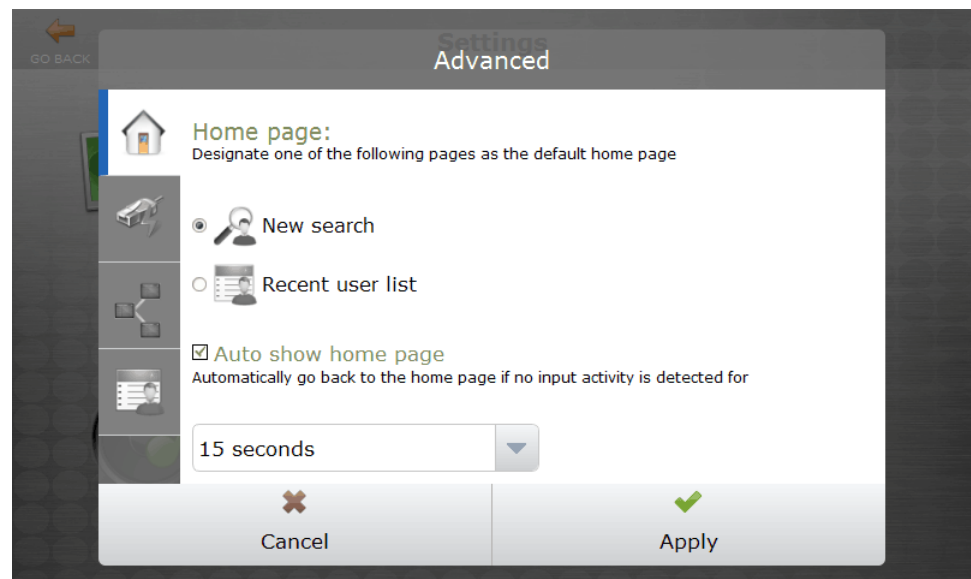 Settings
GO BACK
Advanced
Home page:
Designate one of the following pages as the default home page
New search
Recent user list
Auto show home page
Automatically go back to the home page if no input activity is detected for
15 seconds
Cancel
Apply